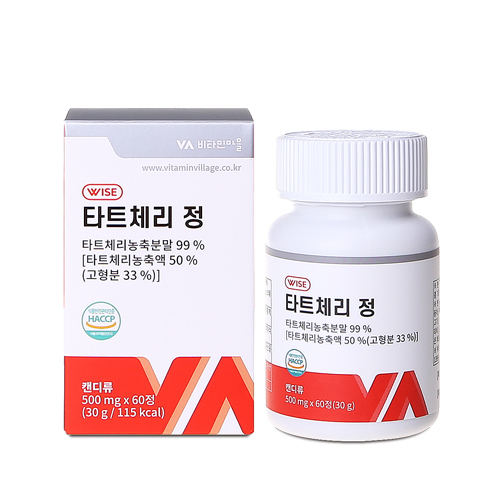 VA 비타민마을
www.vitaminvillage.co.kr
WISE
타트체리 정
타트체리농축분말 99 %
[타트체리농축액 50 %
(고형분 33 %)]
HACCP
캔디류
500 mg x 60정
(30 g / 115 kcal)
VA
WISE
타트체리 정
타트체리농축분말 99 %
[타트체리농축액 50 %(고형분 33 %)]
HACCP
캔디류
500 mg x 60정(30 g)
VA